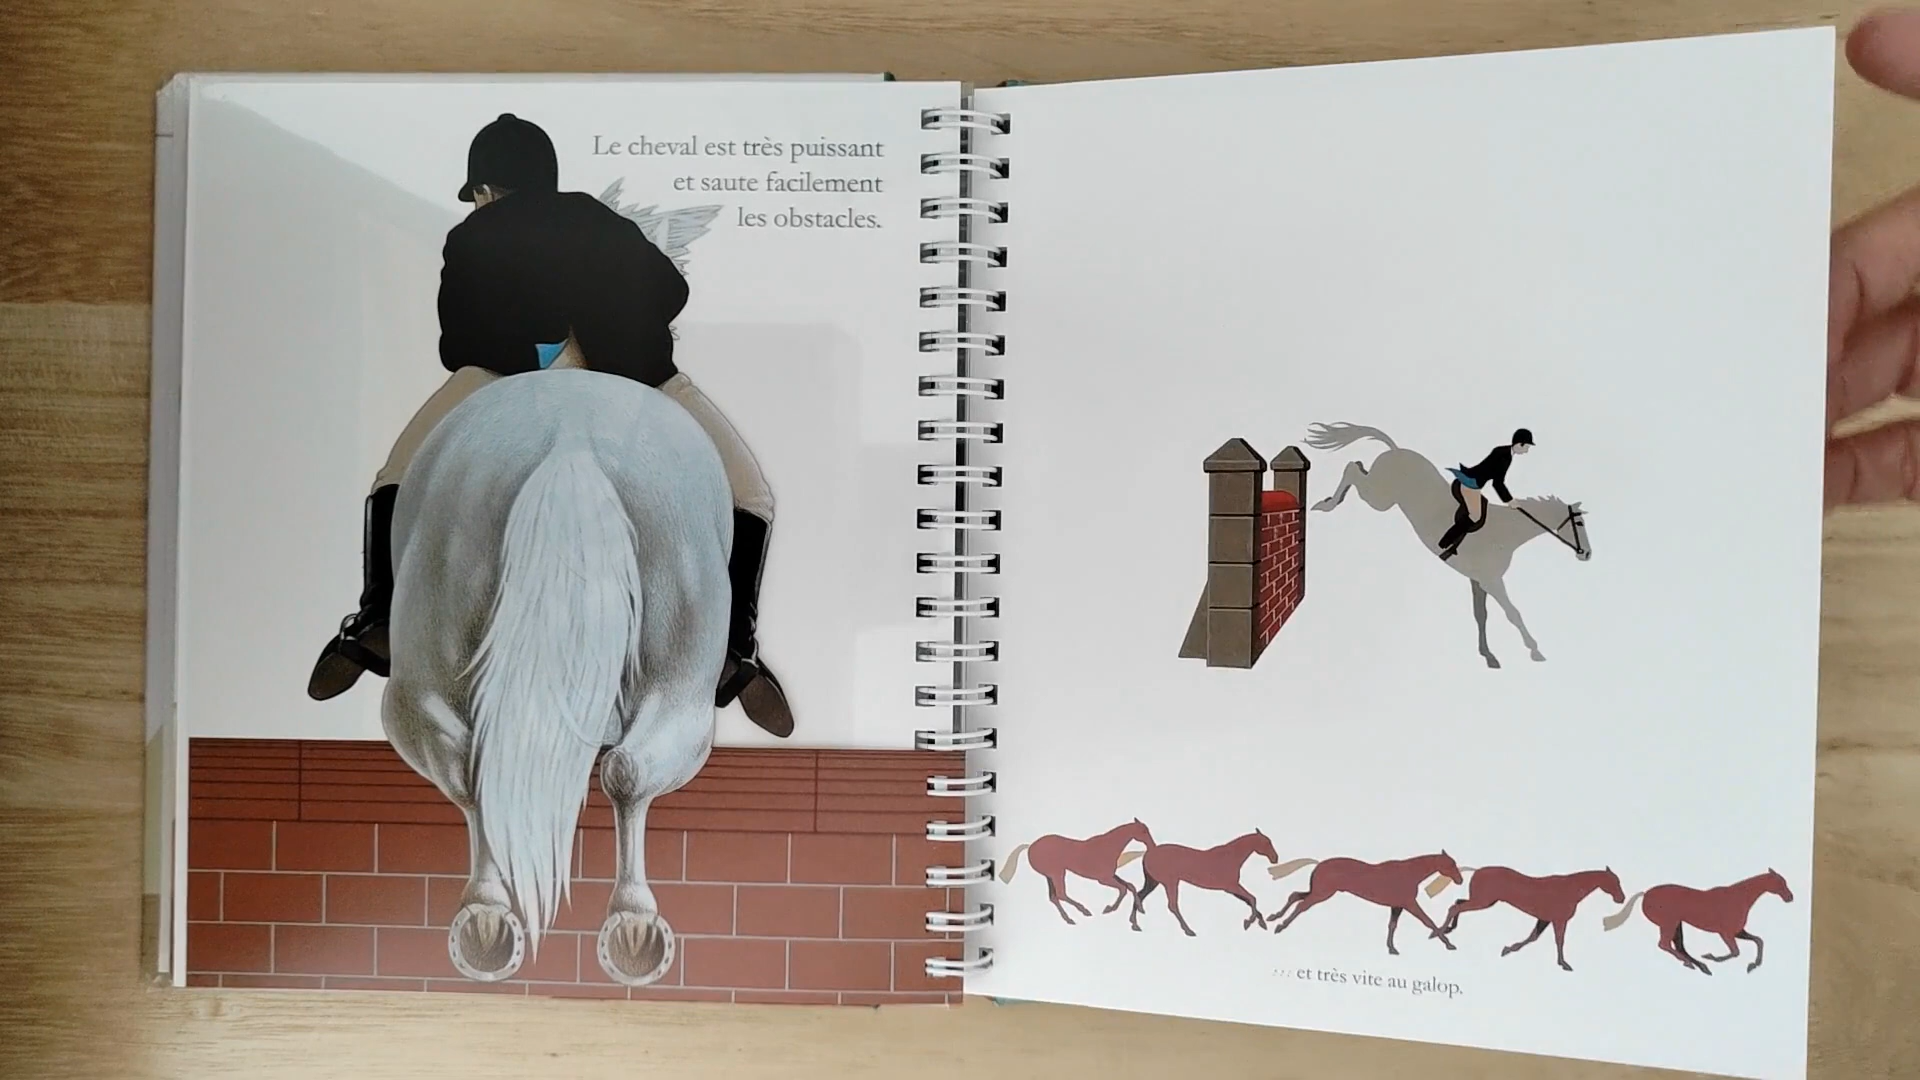 Le cheval est très puissant
et saute facilement
les obstacles.
... et très vite au galop.